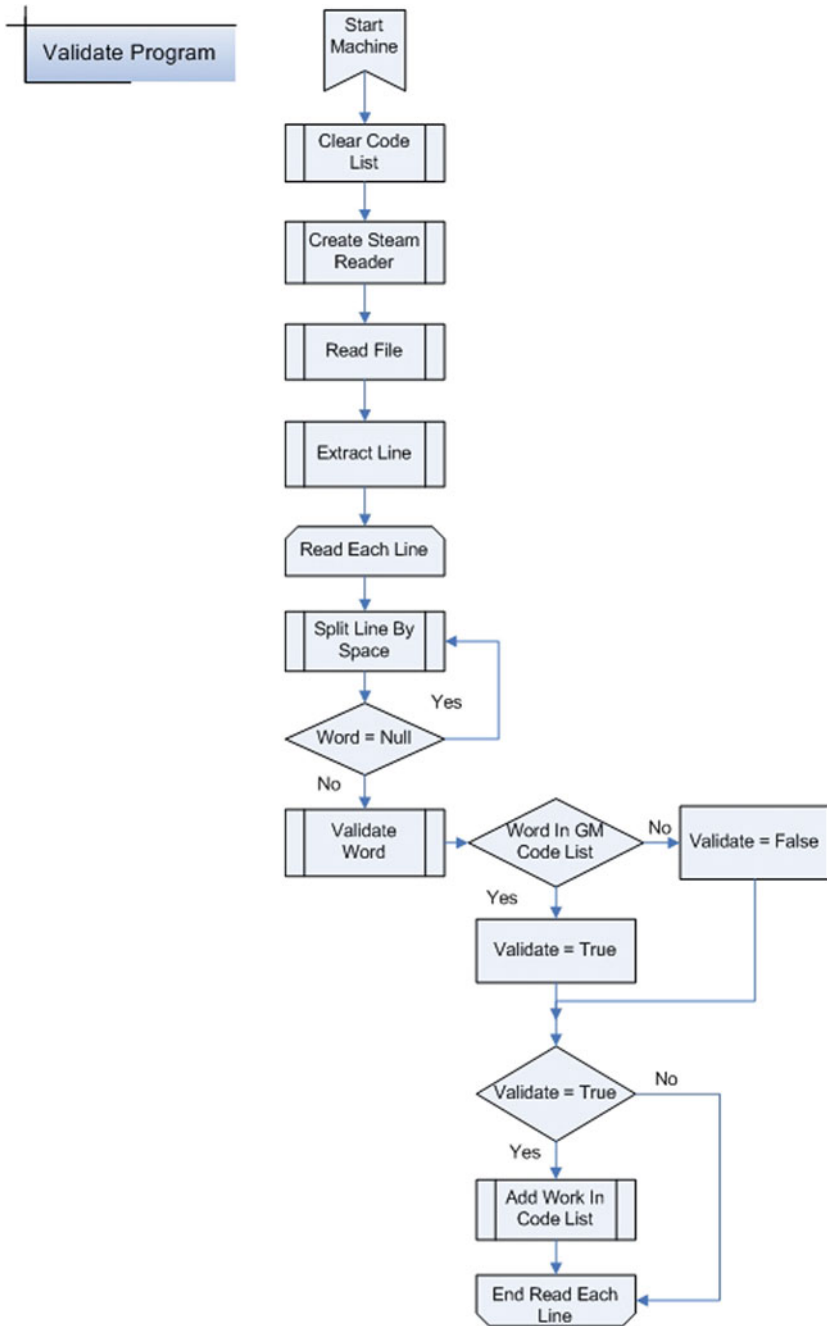 Validate Program
Start
Machine
Clear Code
List
Create Steam
Reader
Read File
Extract Line
Read Each Line
Split Line By
Space
Yes
Word = Null
No
Validate
Word
Word In GM
Code List
No
Validate = False
Yes
Validate = True
Validate = True
No
Yes
Add Work In
Code List
End Read Each
Line